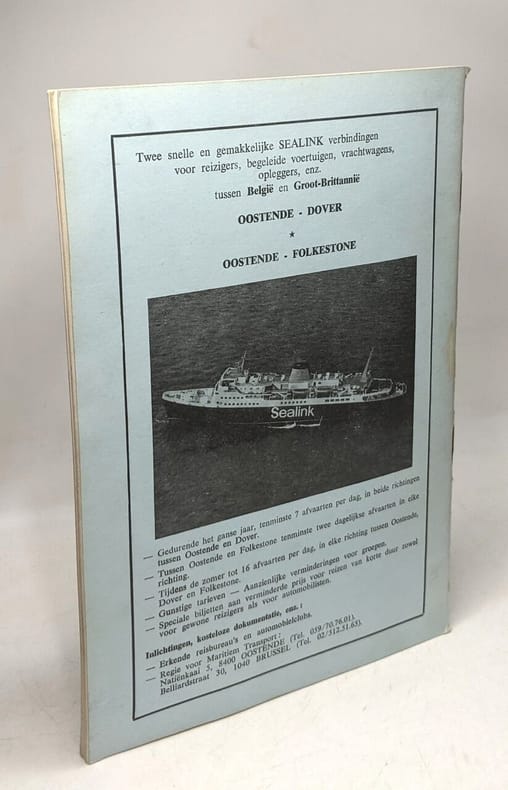 Twee snelle en gemakkelijke SEALINK verbindingen
voor reizigers, begeleide voertuigen, vrachtwagens,
opleggers, enz.
tussen België en Groot-Brittannië
OOSTENDE - DOVER
★
OOSTENDE - FOLKESTONE
Sealink
— Gedurende het ganse jaar, tenminste 7 afvaarten per dag, in beide richtingen
tussen Oostende en Dover.
— Tussen Oostende en Folkestone tenminste twee dagelijkse afvaarten in elke
richting.
— Tijdens de zomer tot 16 afvaarten per dag, in elke richting tussen Oostende,
Dover en Folkestone.
— Gunstige tarieven — Aanzienlijke verminderingen voor groepen.
— Speciale biljetten aan verminderde prijs voor reizen van korte duur zowel
voor gewone reizigers als voor automobilisten.
Inlichtingen, kosteloze dokumentatie, enz. :
— Erkende reisbureau's en automobielclubs.
— Regie voor Maritiem Transport :
Natiënkaai 5, 8400 OOSTENDE (Tel. 059/70.76.01).
Belliardstraat 30, 1040 BRUSSEL (Tel. 02/512.51.65).